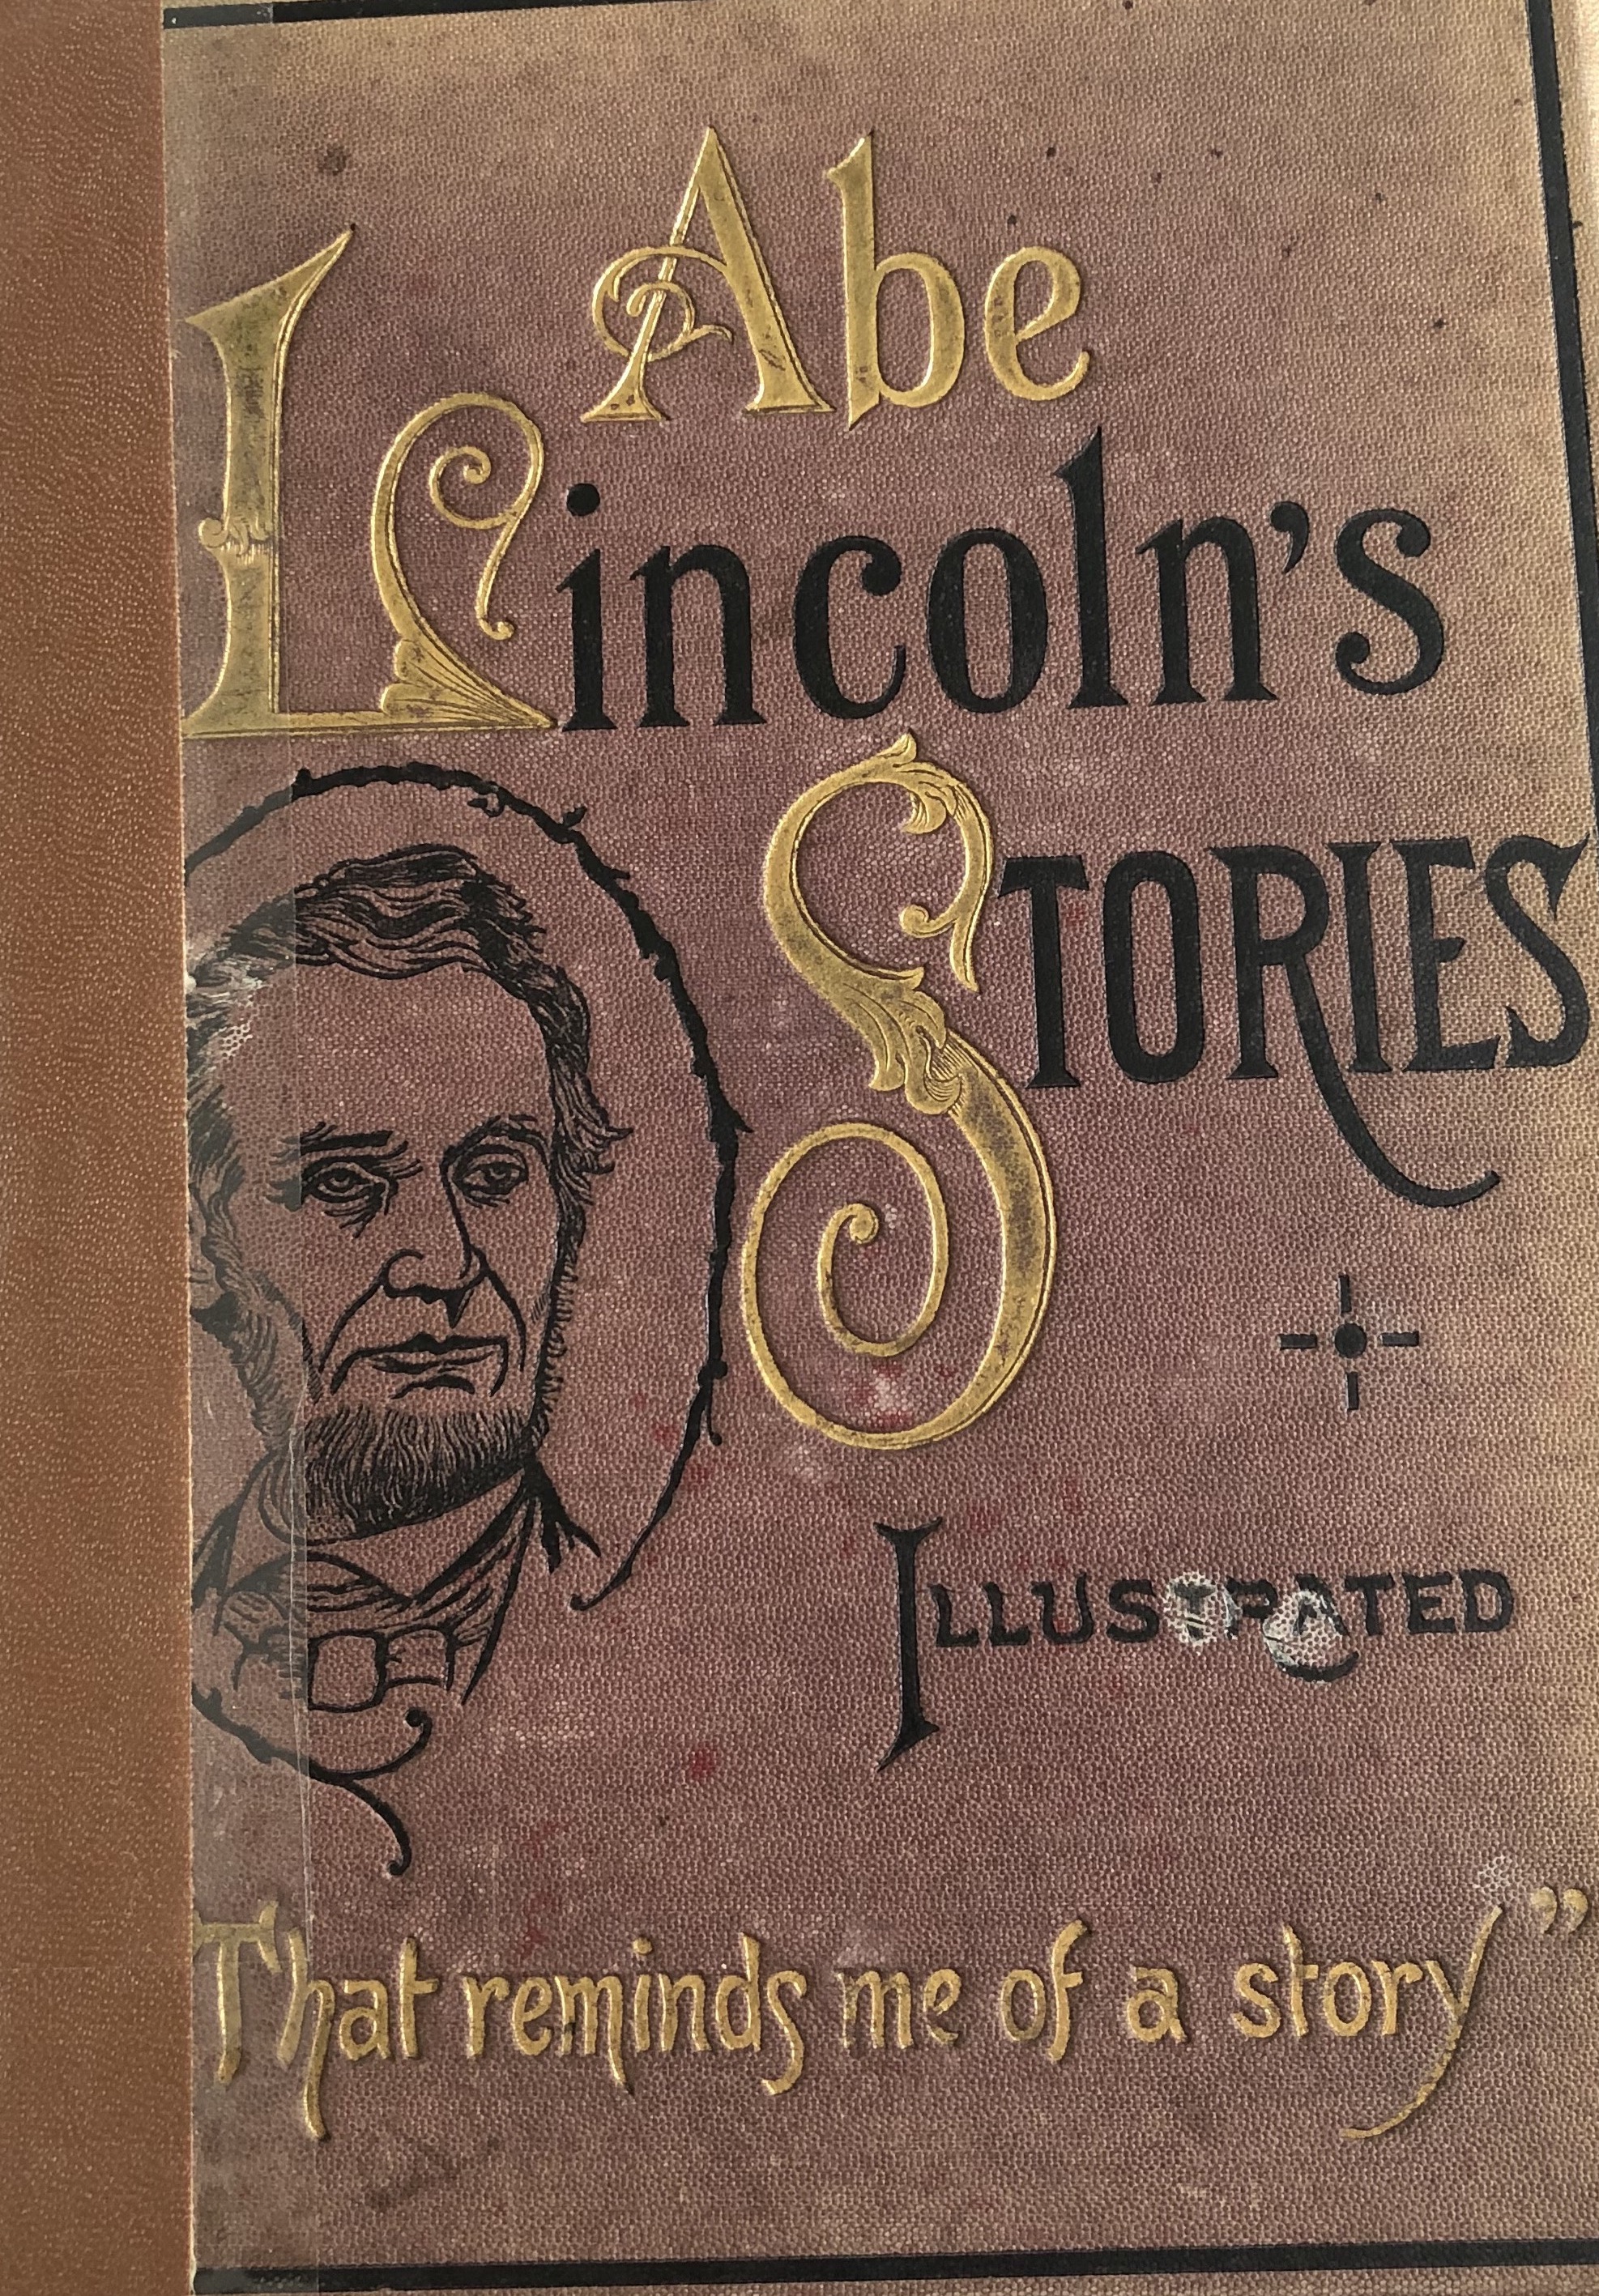 Abe
Lincoln's
STORIES
ILLUSTRATED
That reminds me of a story"